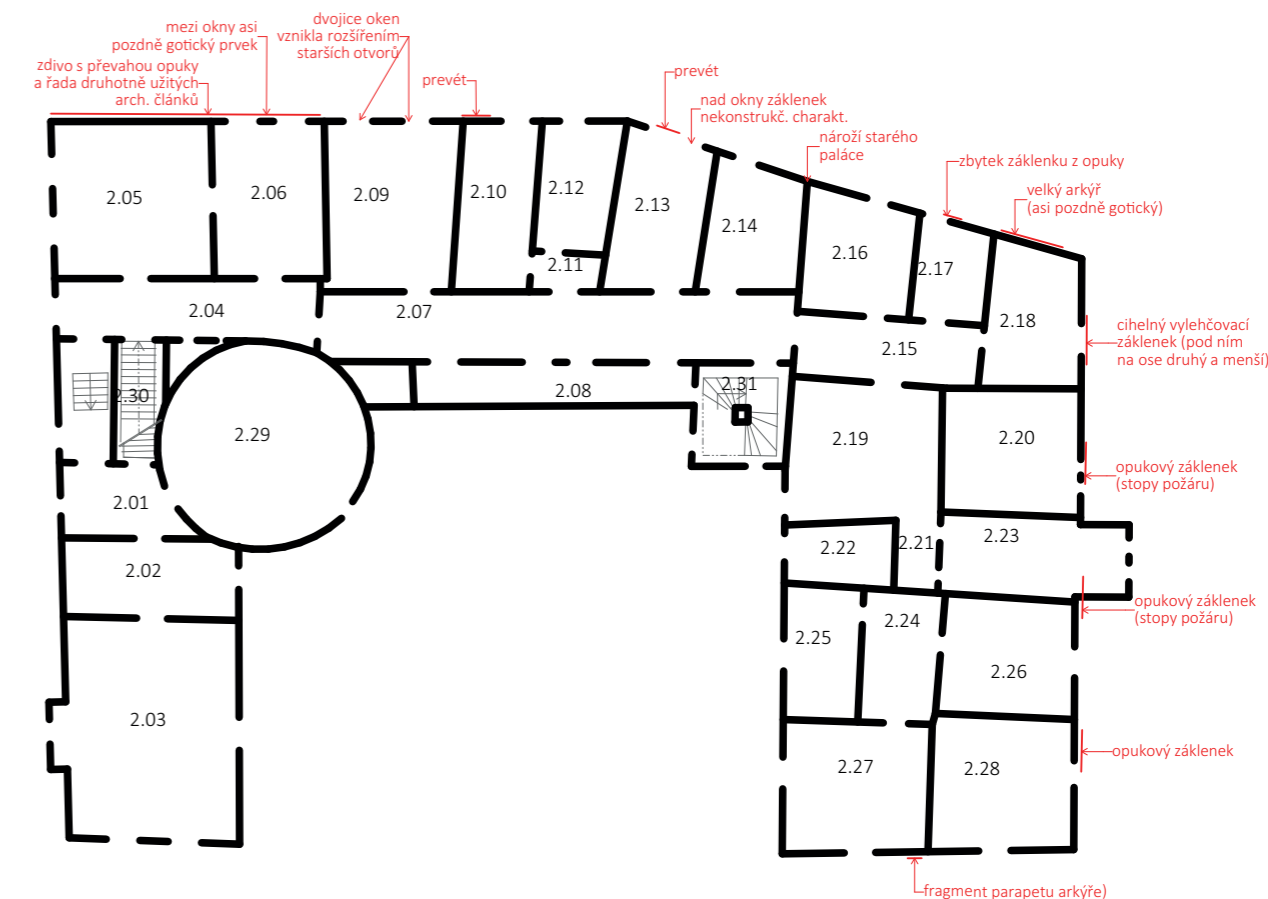 dvojice oken
vznikla rozšířením
starších otvorů
mezi okny asi
pozdně gotický prvek
zdivo s převahou opuky
a řada druhotně užitých
arch. článků
prevét
prevét
nad okny záklenek
nekonstrukč. charakt.
nároží starého
paláce
zbytek záklenku z opuky
velký arkýř
(asi pozdně gotický)
2.05
2.06
2.09
2.10
2.12
2.13
2.14
2.16
2.17
2.18
2.11
2.04
2.07
2.15
cihelný vylehčovací
záklenek (pod ním
na ose druhý a menší)
2.30
2.29
2.08
2.31
2.19
2.20
opukový záklenek
(stopy požáru)
2.01
2.02
2.22
2.21
2.23
opukový záklenek
(stopy požáru)
2.24
2.25
2.26
2.03
opukový záklenek
2.27
2.28
fragment parapetu arkýře)